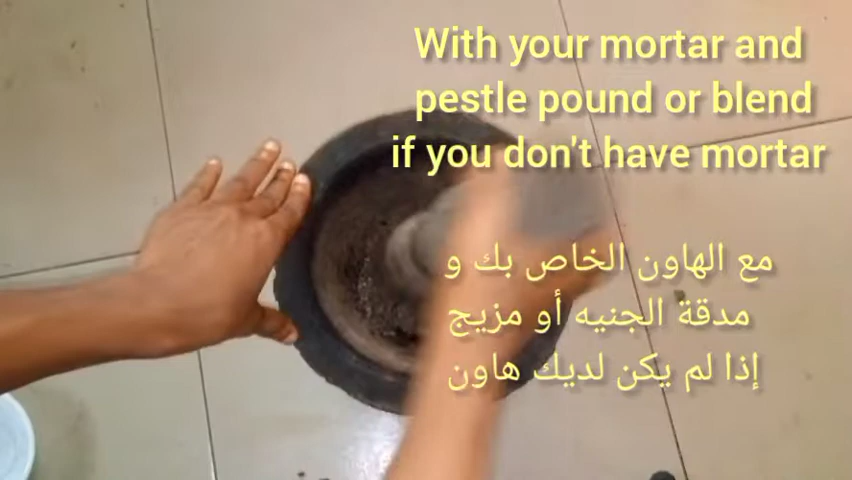 With your mortar and
pestle pound or blend
if you don't have mortar
مع الهاون الخاص بك و
مدقة الجنيه أو مزيج
إذا لم يكن لديك هاون